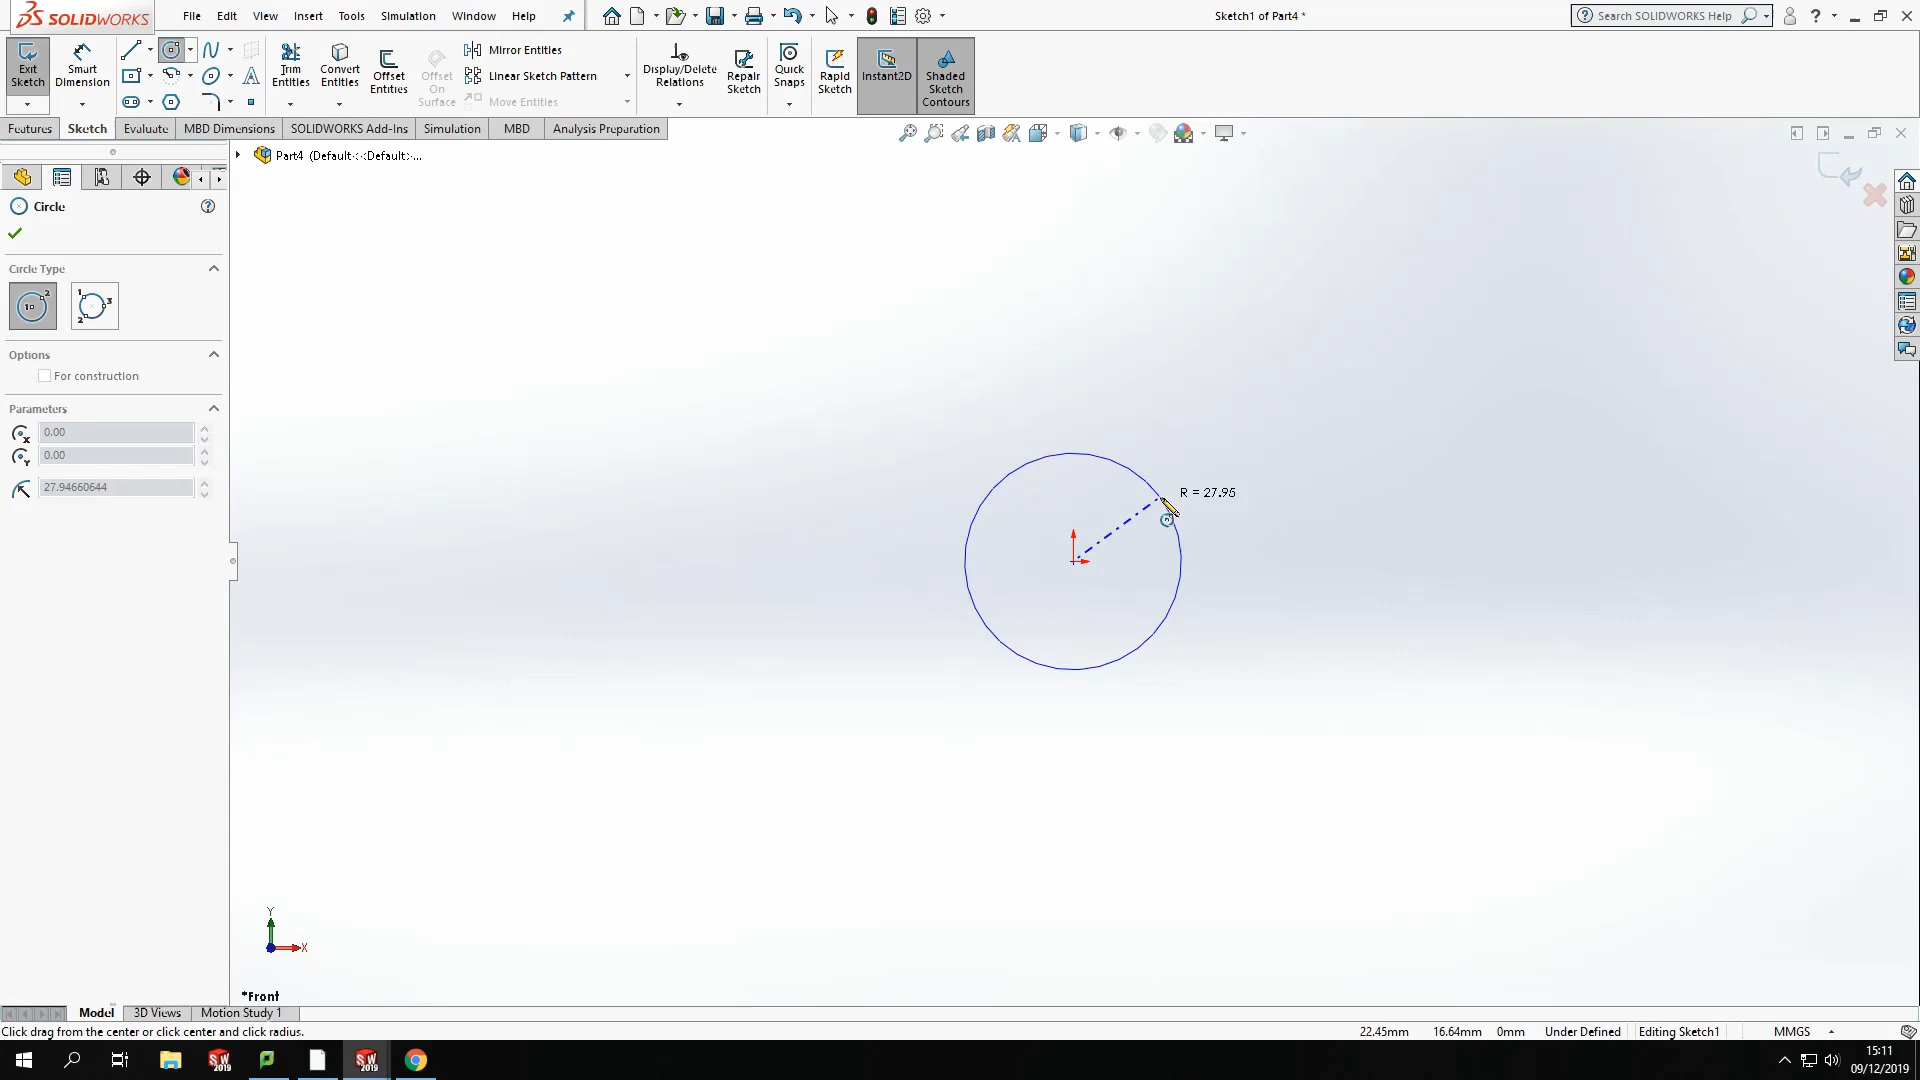 SOLIDWORKS File Edit View Insert Tools Simulation Window Help Sketch1 of Part4 * Search SOLIDWORKS Help
Exit Sketch
Smart Dimension
Trim Entities
Convert Entities
Offset Entities
Offset On Surface
Mirror Entities
Linear Sketch Pattern
Move Entities
Display/Delete Relations
Repair Sketch
Quick Snaps
Rapid Sketch
Instant2D
Shaded Sketch Contours
Features Sketch Evaluate MBD Dimensions SOLIDWORKS Add-Ins Simulation MBD Analysis Preparation
Part4 (Default<<Default>...
Circle
Circle Type
Options
For construction
Parameters
0.00
0.00
27.94660644
R = 27.95
Y
X
*Front
Model 3D Views Motion Study 1
Click drag from the center or click center and click radius. 22.45mm 16.64mm 0mm Under Defined Editing Sketch1 MMGS
15:11
09/12/2019